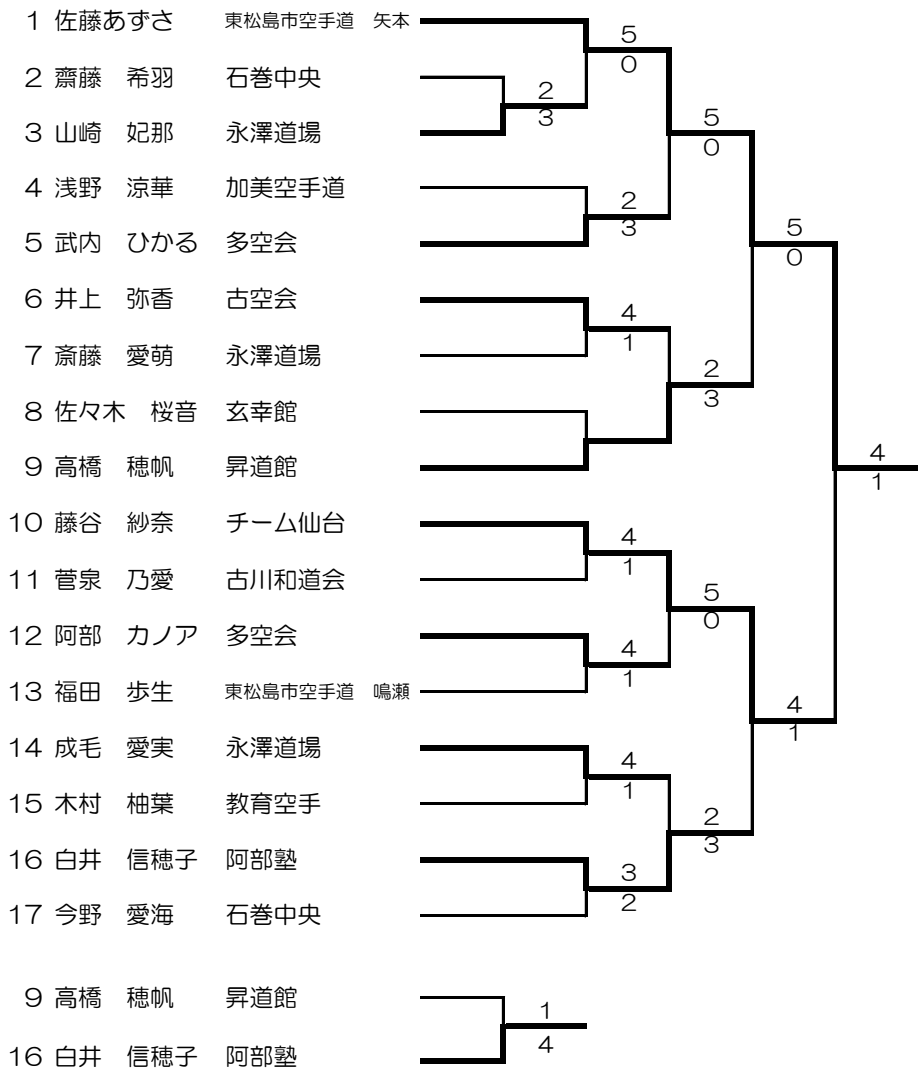 1 佐藤あずさ 東松島市空手道 矢本
5
0
2 齋藤 希羽 石巻中央
2
3
3 山崎 妃那 永澤道場
5
0
4 浅野 涼華 加美空手道
2
3
5 武内 ひかる 多空会
5
0
6 井上 弥香 古空会
4
1
7 斎藤 愛萌 永澤道場
2
3
8 佐々木 桜音 玄幸館
9 高橋 穂帆 昇道館
4
1
10 藤谷 紗奈 チーム仙台
4
1
11 菅泉 乃愛 古川和道会
5
0
12 阿部 カノア 多空会
4
1
13 福田 歩生 東松島市空手道 鳴瀬
4
1
14 成毛 愛実 永澤道場
4
1
15 木村 柚葉 教育空手
2
3
16 白井 信穂子 阿部塾
3
2
17 今野 愛海 石巻中央
9 高橋 穂帆 昇道館
1
4
16 白井 信穂子 阿部塾